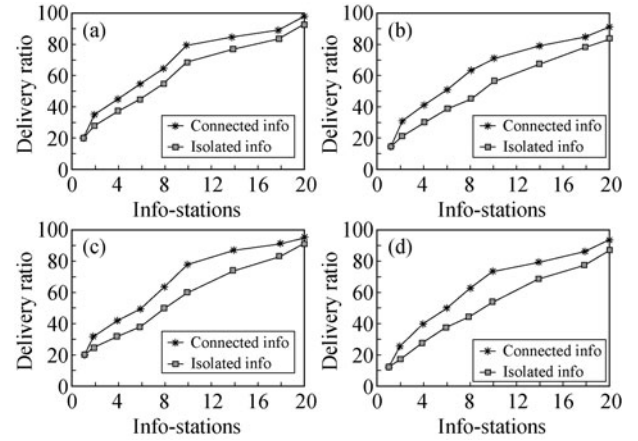 (a)
Delivery ratio
100
80
60
40
20
0
Connected info
Isolated info
0 4 8 12 16 20
Info-stations
(b)
Delivery ratio
100
80
60
40
20
0
Connected info
Isolated info
0 4 8 12 16 20
Info-stations
(c)
Delivery ratio
100
80
60
40
20
0
Connected info
Isolated info
0 4 8 12 16 20
Info-stations
(d)
Delivery ratio
100
80
60
40
20
0
Connected info
Isolated info
0 4 8 12 16 20
Info-stations